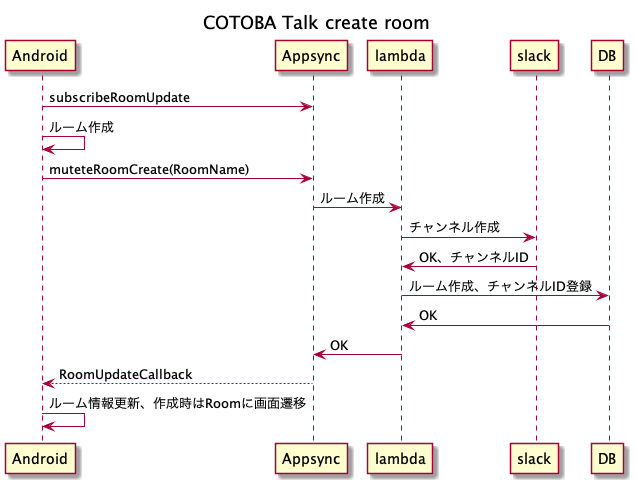 COTOBA Talk create room
Android Appsync lambda slack DB
subscribeRoomUpdate
ルーム作成
muteteRoomCreate(RoomName)
ルーム作成
チャンネル作成
OK、チャンネルID
ルーム作成、チャンネルID登録
OK
OK
RoomUpdateCallback
ルーム情報更新、作成時はRoomに画面遷移
Android Appsync lambda slack DB